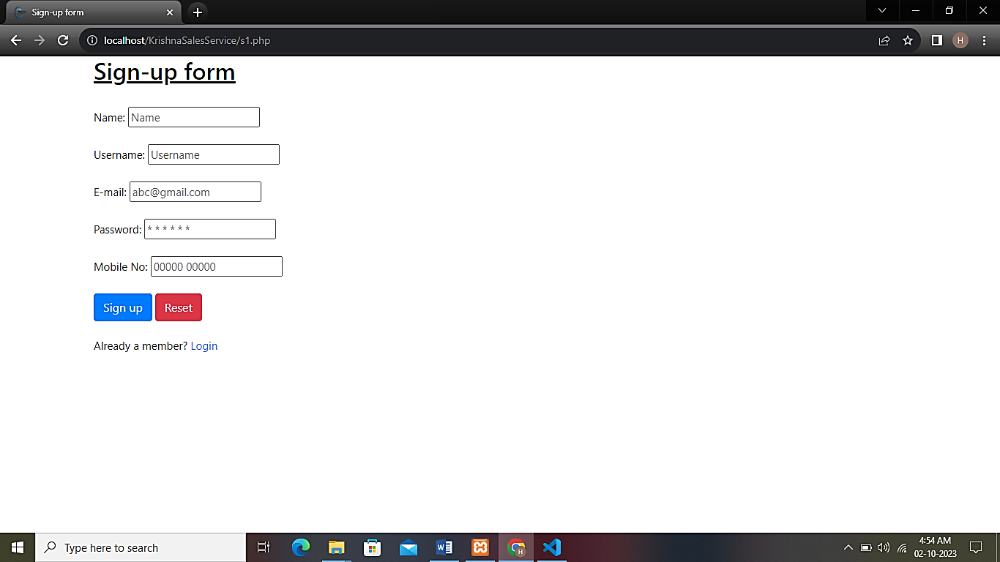 Sign-up form
localhost/KrishnaSalesService/s1.php
H
Sign-up form
Name: Name
Username: Username
E-mail: abc@gmail.com
Password: * * * * * *
Mobile No: 00000 00000
Sign up Reset
Already a member? Login
Type here to search
H
4:54 AM
02-10-2023